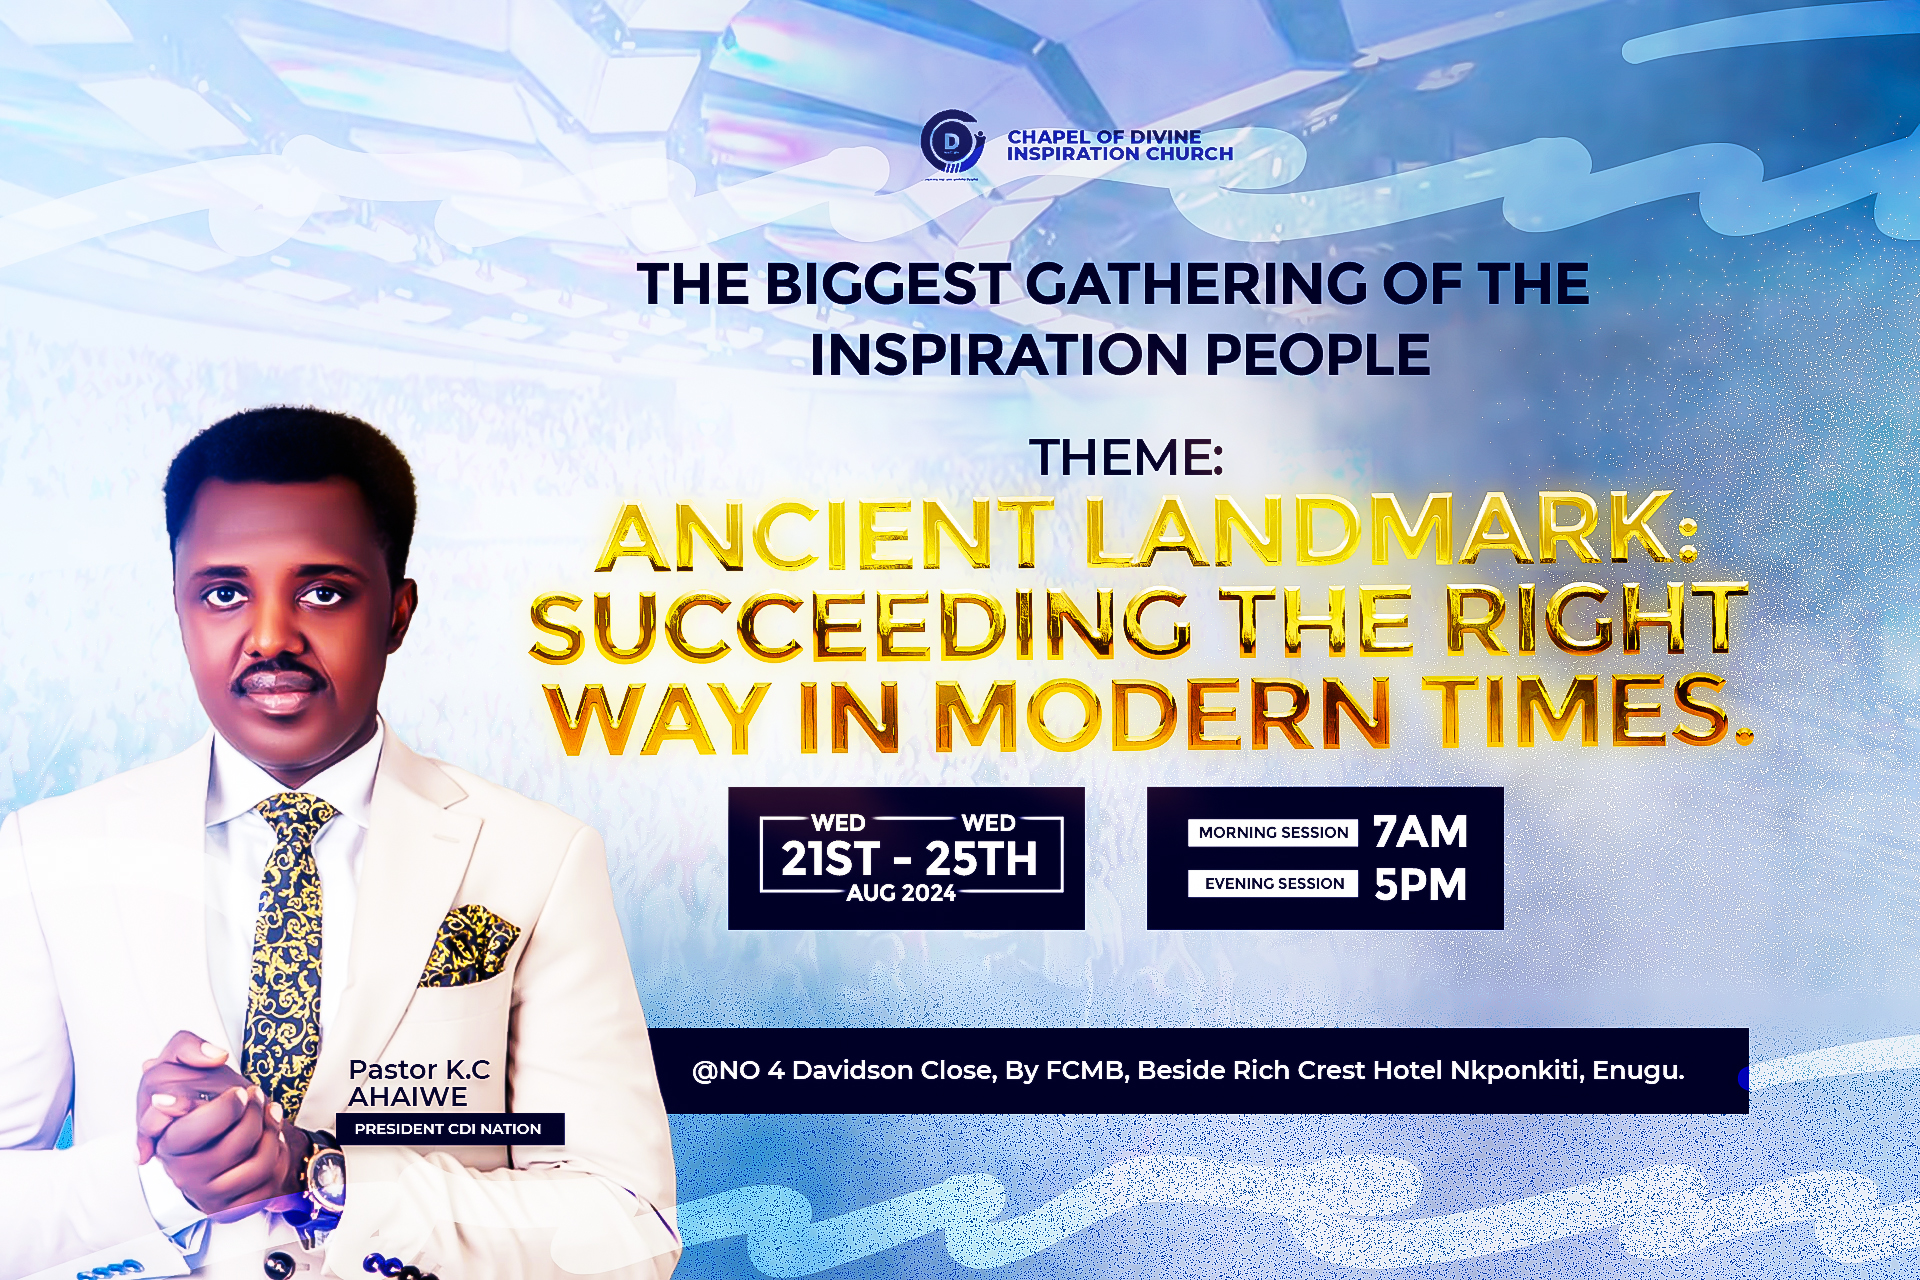 D
CHAPEL OF DIVINE
INSPIRATION CHURCH
THE BIGGEST GATHERING OF THE
INSPIRATION PEOPLE
THEME:
ANCIENT LANDMARK:
SUCCEEDING THE RIGHT
WAY IN MODERN TIMES.
WED WED
21ST - 25TH
AUG 2024
MORNING SESSION 7AM
EVENING SESSION 5PM
@NO 4 Davidson Close, By FCMB, Beside Rich Crest Hotel Nkponkiti, Enugu.
Pastor K.C
AHAIWE
PRESIDENT CDI NATION